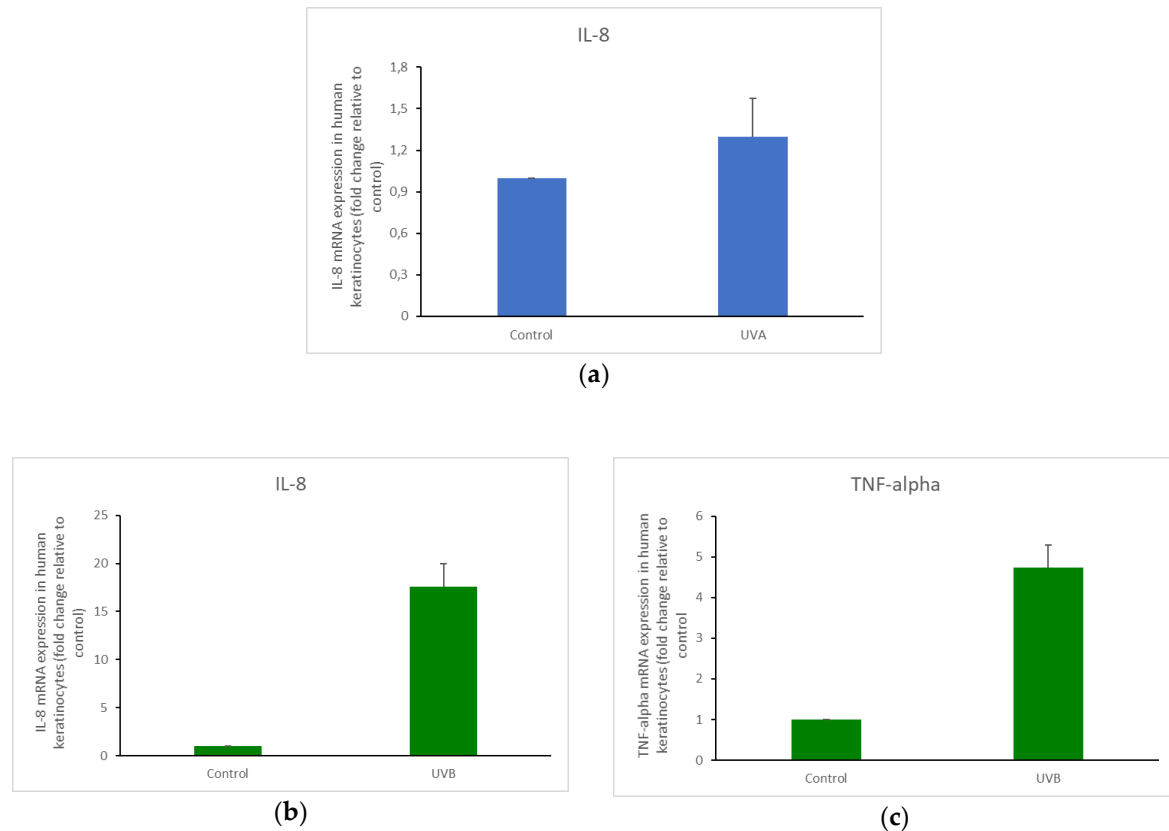 IL-8
IL-8 mRNA expression in human
keratinocytes (fold change relative to
control)
1,8
1,5
1,2
0,9
0,6
0,3
0
Control
UVA
(a)
IL-8
IL-8 mRNA expression in human
keratinocytes (fold change relative to
control)
25
20
15
10
5
0
Control
UVB
(b)
TNF-alpha
TNF-alpha mRNA expression in human
keratinocytes (fold change relative to
control
6
5
4
3
2
1
0
Control
UVB
(c)